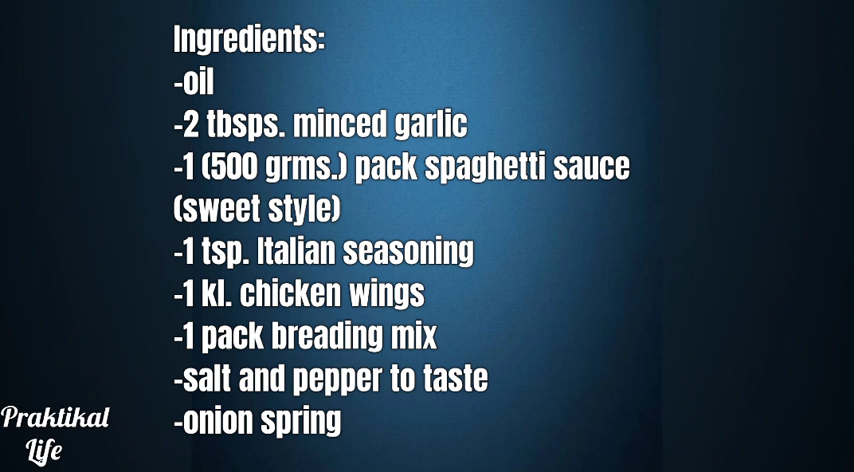 Ingredients:
-oil
-2 tbsps. minced garlic
-1 (500 grms.) pack spaghetti sauce
(sweet style)
-1 tsp. Italian seasoning
-1 kl. chicken wings
-1 pack breading mix
-salt and pepper to taste
-onion spring
Praktikal
Life